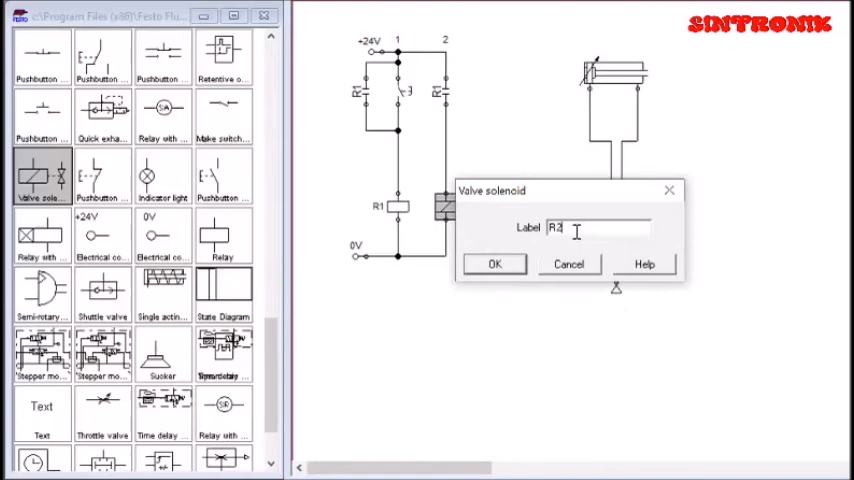 c:\Program Files (x86)\Festo Flu...
SINTRONIK
Pushbutton ...
Pushbutton ...
Pushbutton ...
Retentive o...
Pushbutton ...
Quick exha...
Relay with ...
Make switch...
Valve sole...
Pushbutton ...
Indicator light
Pushbutton ...
+24V
0V
Relay with ...
Electrical co...
Electrical co...
Relay
Semi-rotary...
Shuttle valve
Single actin...
State Diagram
Stepper mo...
Stepper mo...
Sucker
Text
Text
Throttle valve
Time delay ...
Relay with ...
+24V
1
2
R1
R1
R1
0V
Valve solenoid
Label
R2
OK
Cancel
Help